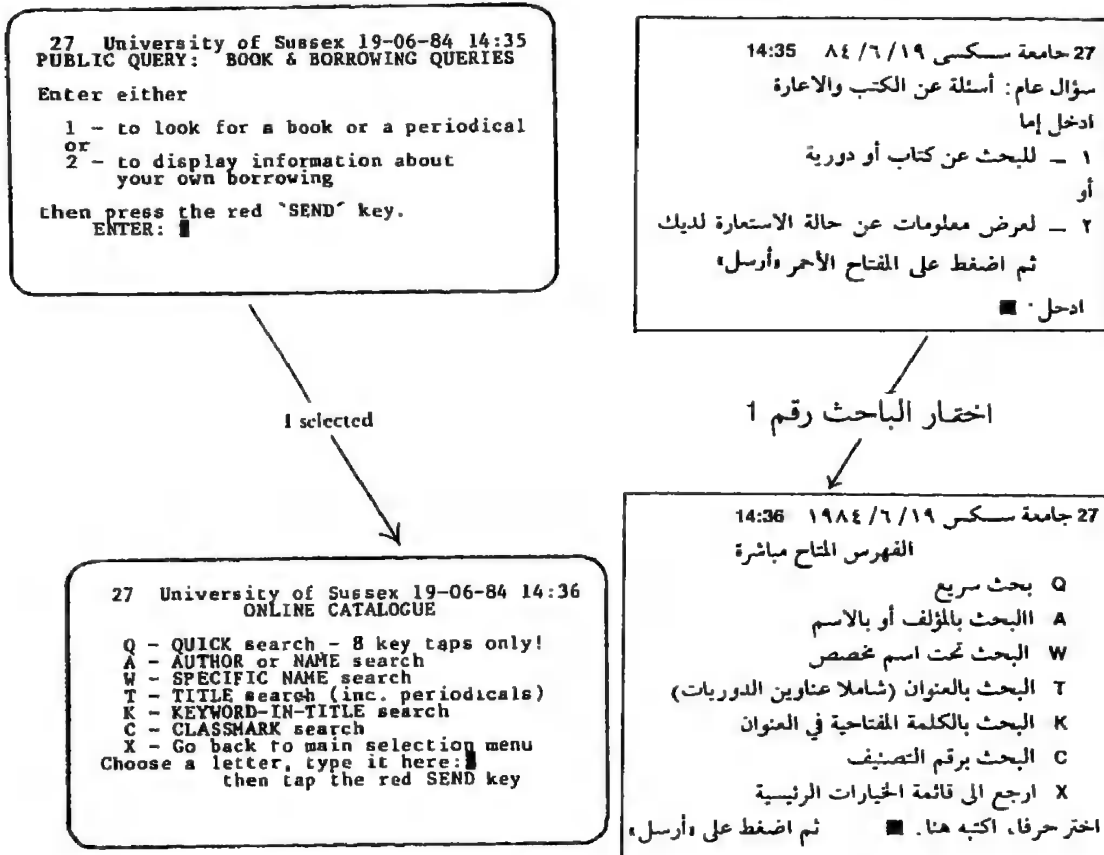 27 University of Sussex 19-06-84 14:35
PUBLIC QUERY: BOOK & BORROWING QUERIES
Enter either
1 - to look for a book or a periodical
or
2 - to display information about
your own borrowing
then press the red `SEND´ key.
ENTER:
1 selected
27 University of Sussex 19-06-84 14:36
ONLINE CATALOGUE
Q - QUICK search - 8 key taps only!
A - AUTHOR or NAME search
W - SPECIFIC NAME search
T - TITLE search (inc. periodicals)
K - KEYWORD-IN-TITLE search
C - CLASSMARK search
X - Go back to main selection menu
Choose a letter, type it here:
then tap the red SEND key
27 جامعة سسكس ١٩/٦/٨٤ 14:35
سؤال عام: أسئلة عن الكتب والاعارة
ادخل إما
١ ــ للبحث عن كتاب أو دورية
أو
٢ ــ لعرض معلومات عن حالة الاستعارة لديك
ثم اضغط على المفتاح الأحمر «أرسل»
ادحل .
اختار الباحث رقم 1
27 جامعة سسكس ١٩/٦/١٩٨٤ 14:36
الفهرس المتاح مباشرة
Q بحث سريع
A االبحث بالمؤلف أو بالاسم
W البحث تحت اسم مخصص
T البحث بالعنوان (شاملا عناوين الدوريات)
K البحث بالكلمة المفتاحية في العنوان
C البحث برقم التصنيف
X ارجع الى قائمة الخيارات الرئيسية
اختر حرفا، اكتبه هنا. ثم اضغط على «أرسل»